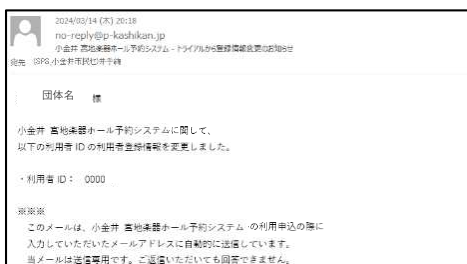 2024/03/14 (木) 20:18
no-reply@p-kashikan.jp
小金井 宮地楽器ホール予約システム - トライアルから登録情報変更のお知らせ
宛先
団体名 様
小金井 宮地楽器ホール予約システムに関して、
以下の利用者 ID の利用者登録情報を変更しました。
・利用者 ID： 0000
※※※
このメールは、小金井 宮地楽器ホール予約システム の利用申込の際に
入力していただいたメールアドレスに自動的に送信しています。
当メールは送信専用です。ご返信いただいても回答できません。